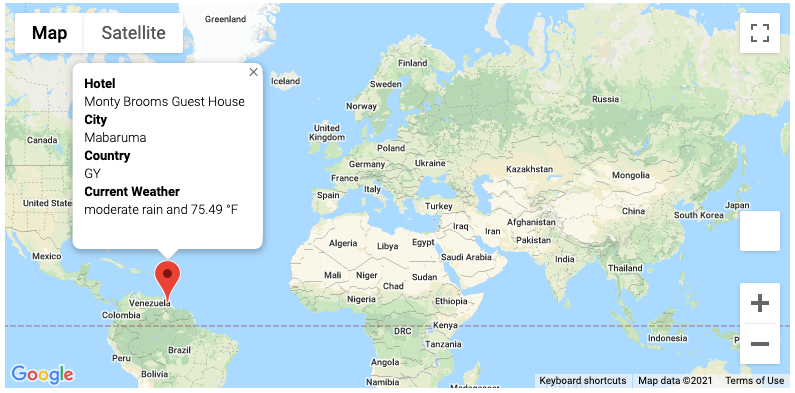 Map
Satellite
Greenland
Iceland
Finland
Sweden
Norway
Russia
United
Kingdom
Poland
Germany
Ukraine
France
Spain
Italy
Turkey
Kazakhstan
Mongolia
China
South Korea
Japan
Canada
United States
Mexico
Hotel
Monty Brooms Guest House
City
Mabaruma
Country
GY
Current Weather
moderate rain and 75.49 °F
Algeria
Libya
Egypt
Iraq
Iran
Afghanistan
Pakistan
Saudi Arabia
India
Thailand
Mali
Niger
Chad
Sudan
Nigeria
Ethiopia
Venezuela
Colombia
DRC
Kenya
Tanzania
Indonesia
Peru
Brazil
Bolivia
Angola
Namibia
Madagascar
P
Google
Keyboard shortcuts
Map data ©2021
Terms of Use